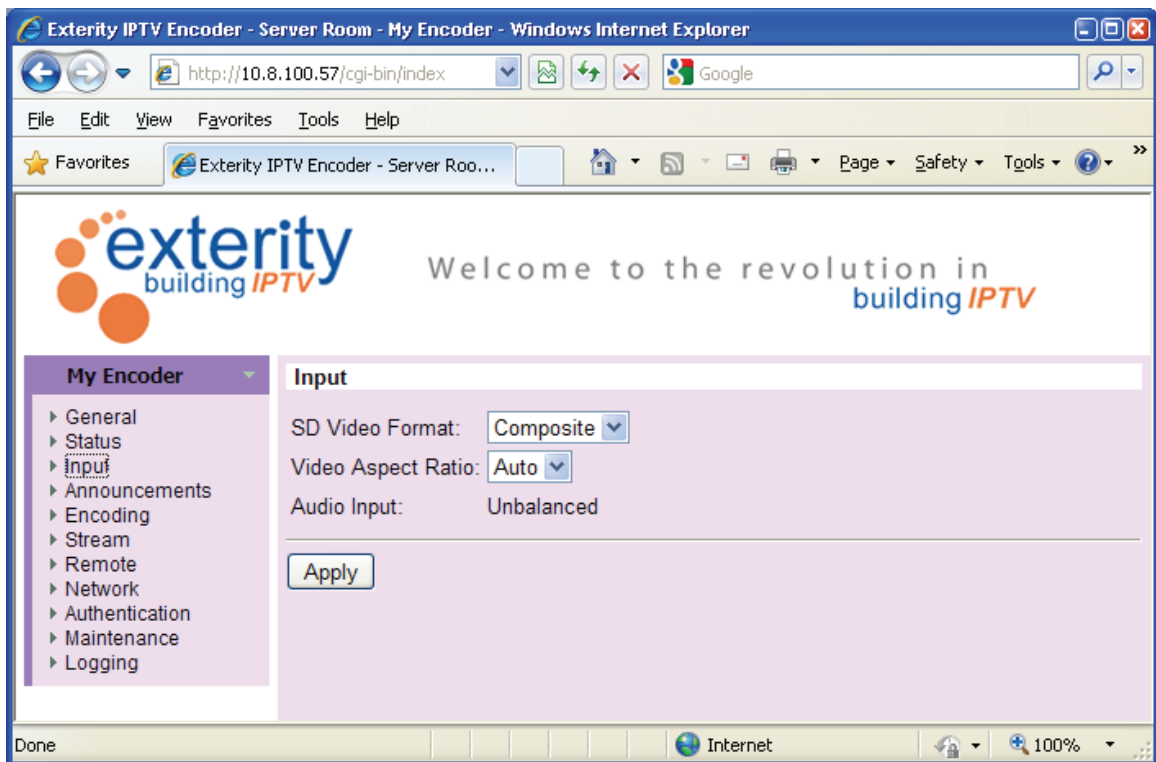 Exterity IPTV Encoder - Server Room - My Encoder - Windows Internet Explorer
http://10.8.100.57/cgi-bin/index
Google
File Edit View Favorites Tools Help
Favorites
Exterity IPTV Encoder - Server Roo...
Page Safety Tools »
exterity
building IPTV
Welcome to the revolution in
building IPTV
My Encoder
General
Status
Input
Announcements
Encoding
Stream
Remote
Network
Authentication
Maintenance
Logging
Input
SD Video Format: Composite
Video Aspect Ratio: Auto
Audio Input: Unbalanced
Apply
Done
Internet
100%